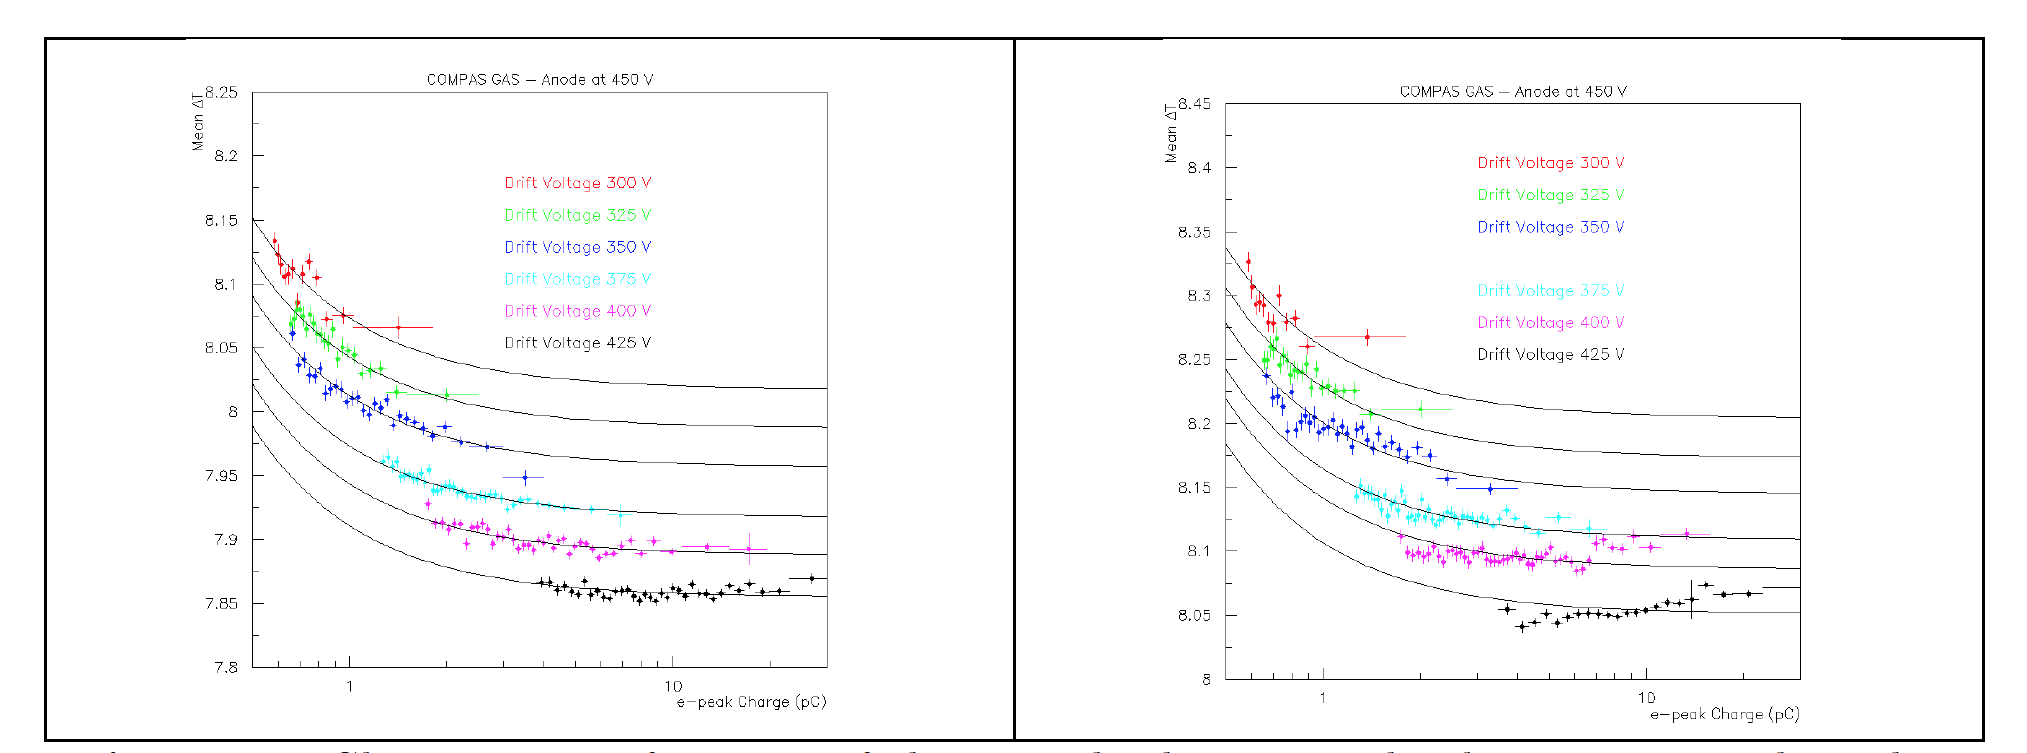 COMPAS GAS – Anode at 450 V
Mean ΔT
8.25
8.2
8.15
8.1
8.05
8
7.95
7.9
7.85
7.8
Drift Voltage 300 V
Drift Voltage 325 V
Drift Voltage 350 V
Drift Voltage 375 V
Drift Voltage 400 V
Drift Voltage 425 V
1
10
e–peak Charge (pC)
COMPAS GAS – Anode at 450 V
Mean ΔT
8.45
8.4
8.35
8.3
8.25
8.2
8.15
8.1
8.05
8
Drift Voltage 300 V
Drift Voltage 325 V
Drift Voltage 350 V
Drift Voltage 375 V
Drift Voltage 400 V
Drift Voltage 425 V
1
10
e–peak Charge (pC)